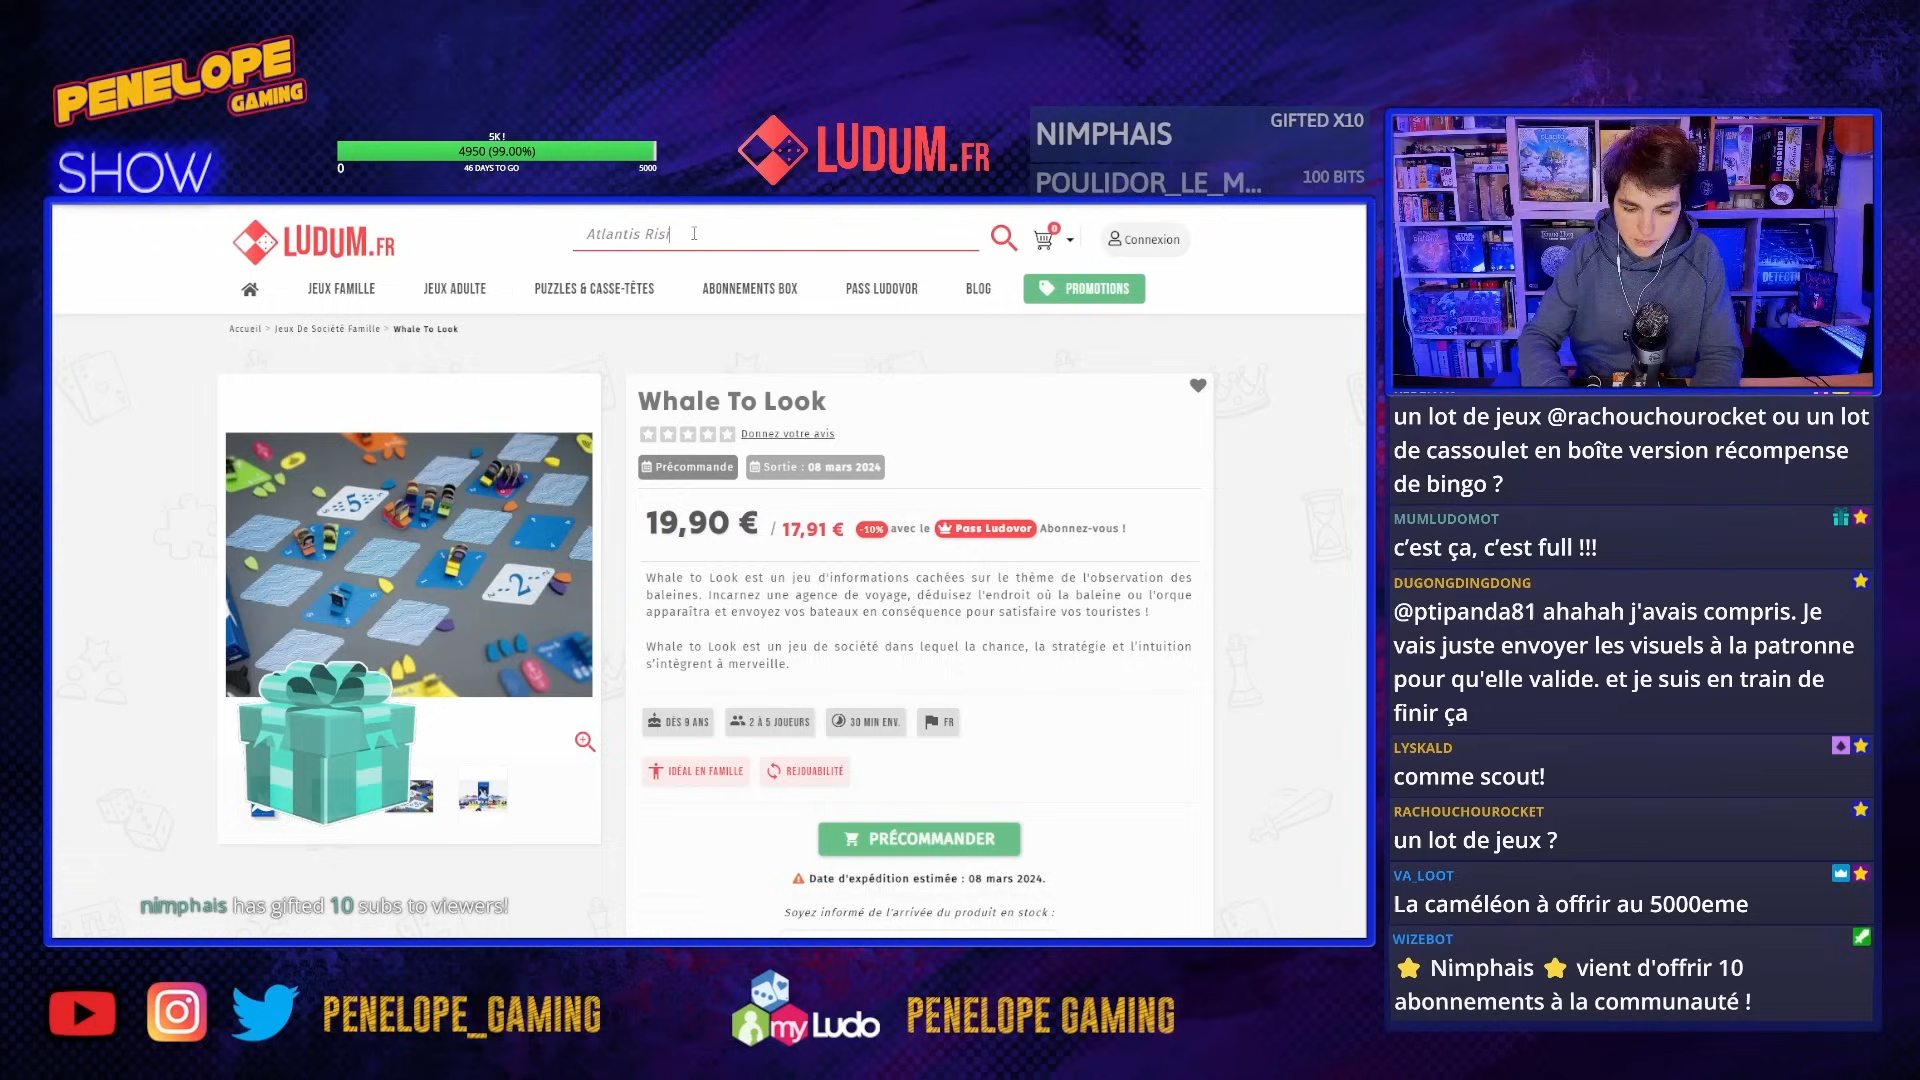 PENELOPE
GAMING
SHOW
5K!
4950 (99.00%)
0
46 DAYS TO GO
5000
LUDUM.FR
NIMPHAIS
GIFTED X10
POULIDOR_LE_M...
100 BITS
LUDUM.FR
Atlantis Risi
0
Connexion
JEUX FAMILLE
JEUX ADULTE
PUZZLES & CASSE-TÊTES
ABONNEMENTS BOX
PASS LUDOVOR
BLOG
PROMOTIONS
Accueil > Jeux De Société Famille > Whale To Look
5
2
Whale To Look
Donnez votre avis
Précommande
Sortie : 08 mars 2024
19,90 € / 17,91 € -10% avec le Pass Ludovor Abonnez-vous !
Whale to Look est un jeu d'informations cachées sur le thème de l'observation des
baleines. Incarnez une agence de voyage, déduisez l'endroit où la baleine ou l'orque
apparaîtra et envoyez vos bateaux en conséquence pour satisfaire vos touristes !
Whale to Look est un jeu de société dans lequel la chance, la stratégie et l'intuition
s'intègrent à merveille.
DÈS 9 ANS
2 À 5 JOUEURS
30 MIN ENV.
FR
IDÉAL EN FAMILLE
REJOUABILITÉ
PRÉCOMMANDER
Date d'expédition estimée : 08 mars 2024.
Soyez informé de l'arrivée du produit en stock :
nimphais has gifted 10 subs to viewers!
un lot de jeux @rachouchourocket ou un lot
de cassoulet en boîte version récompense
de bingo ?
MUMLUDOMOT
c’est ça, c’est full !!!
DUGONGDINGDONG
@ptipanda81 ahahah j'avais compris. Je
vais juste envoyer les visuels à la patronne
pour qu'elle valide. et je suis en train de
finir ça
LYSKALD
comme scout!
RACHOUCHOUROCKET
un lot de jeux ?
VA_LOOT
La caméléon à offrir au 5000eme
WIZEBOT
Nimphais vient d'offrir 10
abonnements à la communauté !
PENELOPE_GAMING
myLudo
PENELOPE GAMING